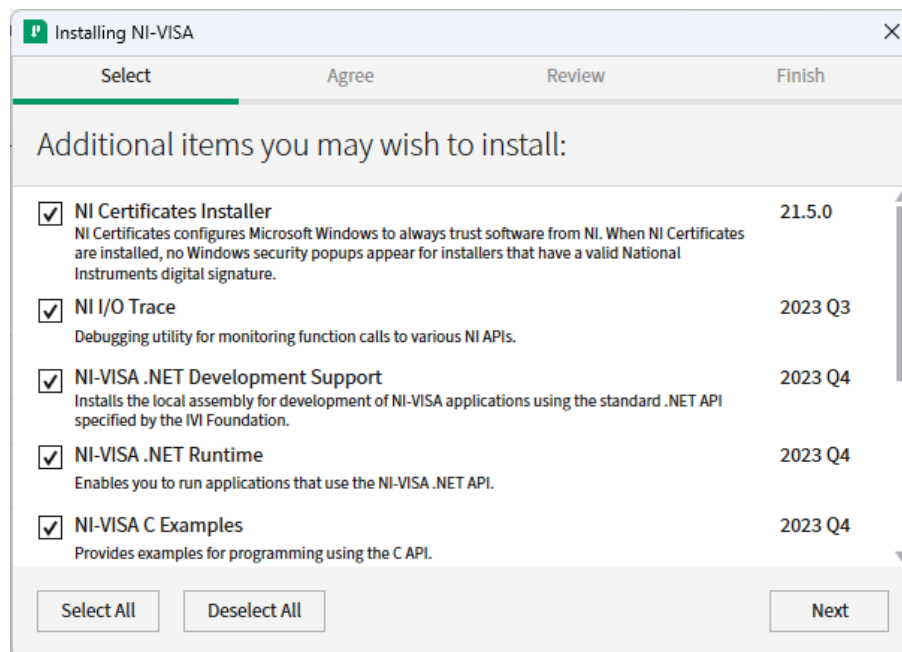 Installing NI-VISA
Select Agree Review Finish
Additional items you may wish to install:
NI Certificates Installer 21.5.0
NI Certificates configures Microsoft Windows to always trust software from NI. When NI Certificates
are installed, no Windows security popups appear for installers that have a valid National
Instruments digital signature.
NI I/O Trace 2023 Q3
Debugging utility for monitoring function calls to various NI APIs.
NI-VISA .NET Development Support 2023 Q4
Installs the local assembly for development of NI-VISA applications using the standard .NET API
specified by the IVI Foundation.
NI-VISA .NET Runtime 2023 Q4
Enables you to run applications that use the NI-VISA .NET API.
NI-VISA C Examples 2023 Q4
Provides examples for programming using the C API.
Select All Deselect All Next